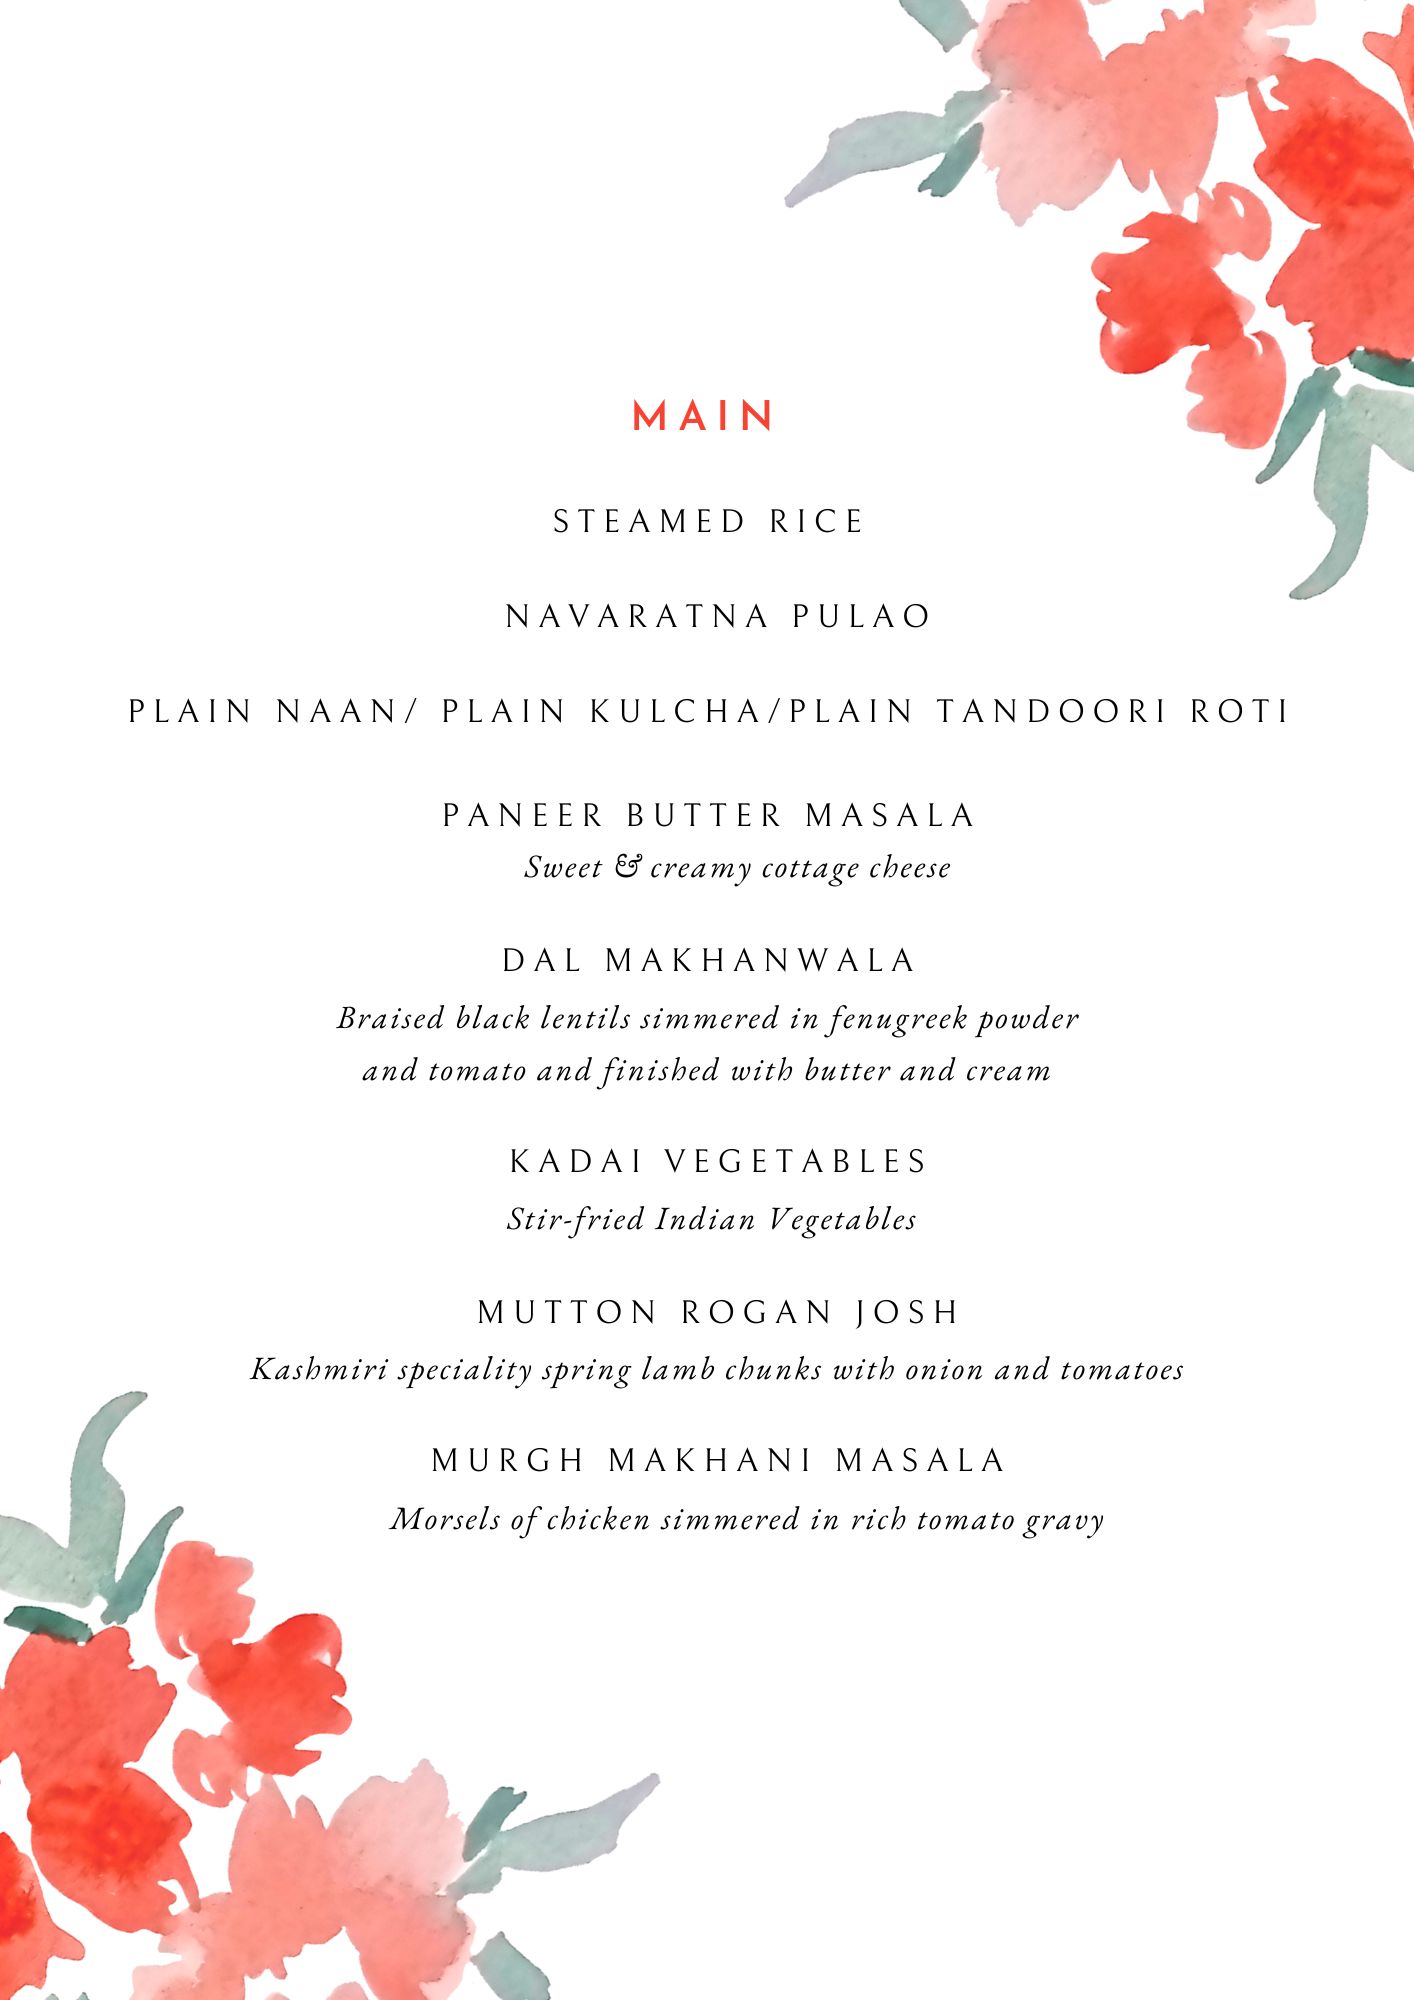 MAIN
STEAMED RICE
NAVARATNA PULAO
PLAIN NAAN/ PLAIN KULCHA/PLAIN TANDOORI ROTI
PANEER BUTTER MASALA
Sweet & creamy cottage cheese
DAL MAKHANWALA
Braised black lentils simmered in fenugreek powder
and tomato and finished with butter and cream
KADAI VEGETABLES
Stir-fried Indian Vegetables
MUTTON ROGAN JOSH
Kashmiri speciality spring lamb chunks with onion and tomatoes
MURGH MAKHANI MASALA
Morsels of chicken simmered in rich tomato gravy